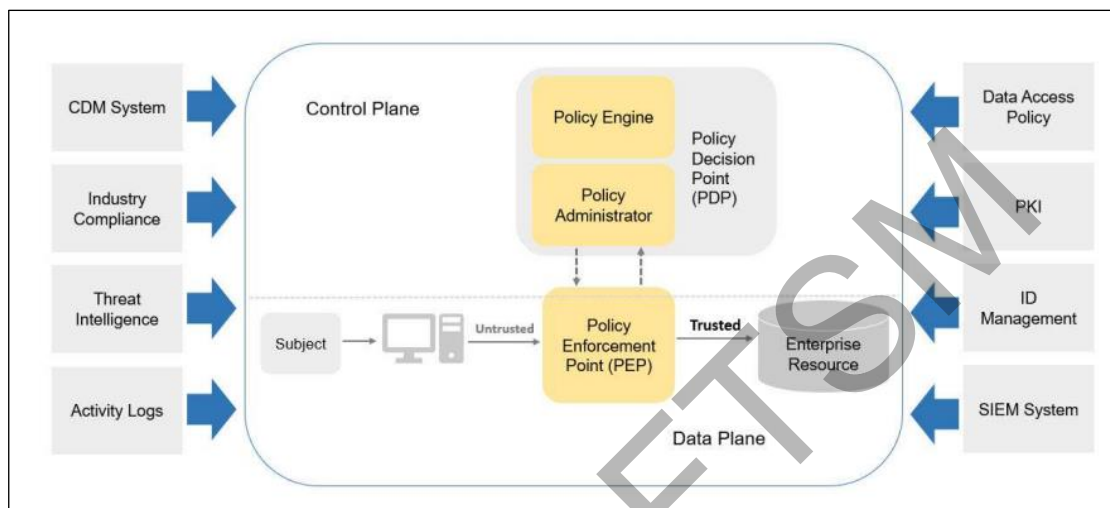 CDM System
Industry
Compliance
Threat
Intelligence
Activity Logs
Control Plane
Policy Engine
Policy
Administrator
Policy
Decision
Point
(PDP)
Subject
Untrusted
Policy
Enforcement
Point (PEP)
Trusted
Enterprise
Resource
Data Plane
Data Access
Policy
PKI
ID
Management
SIEM System
ETSM